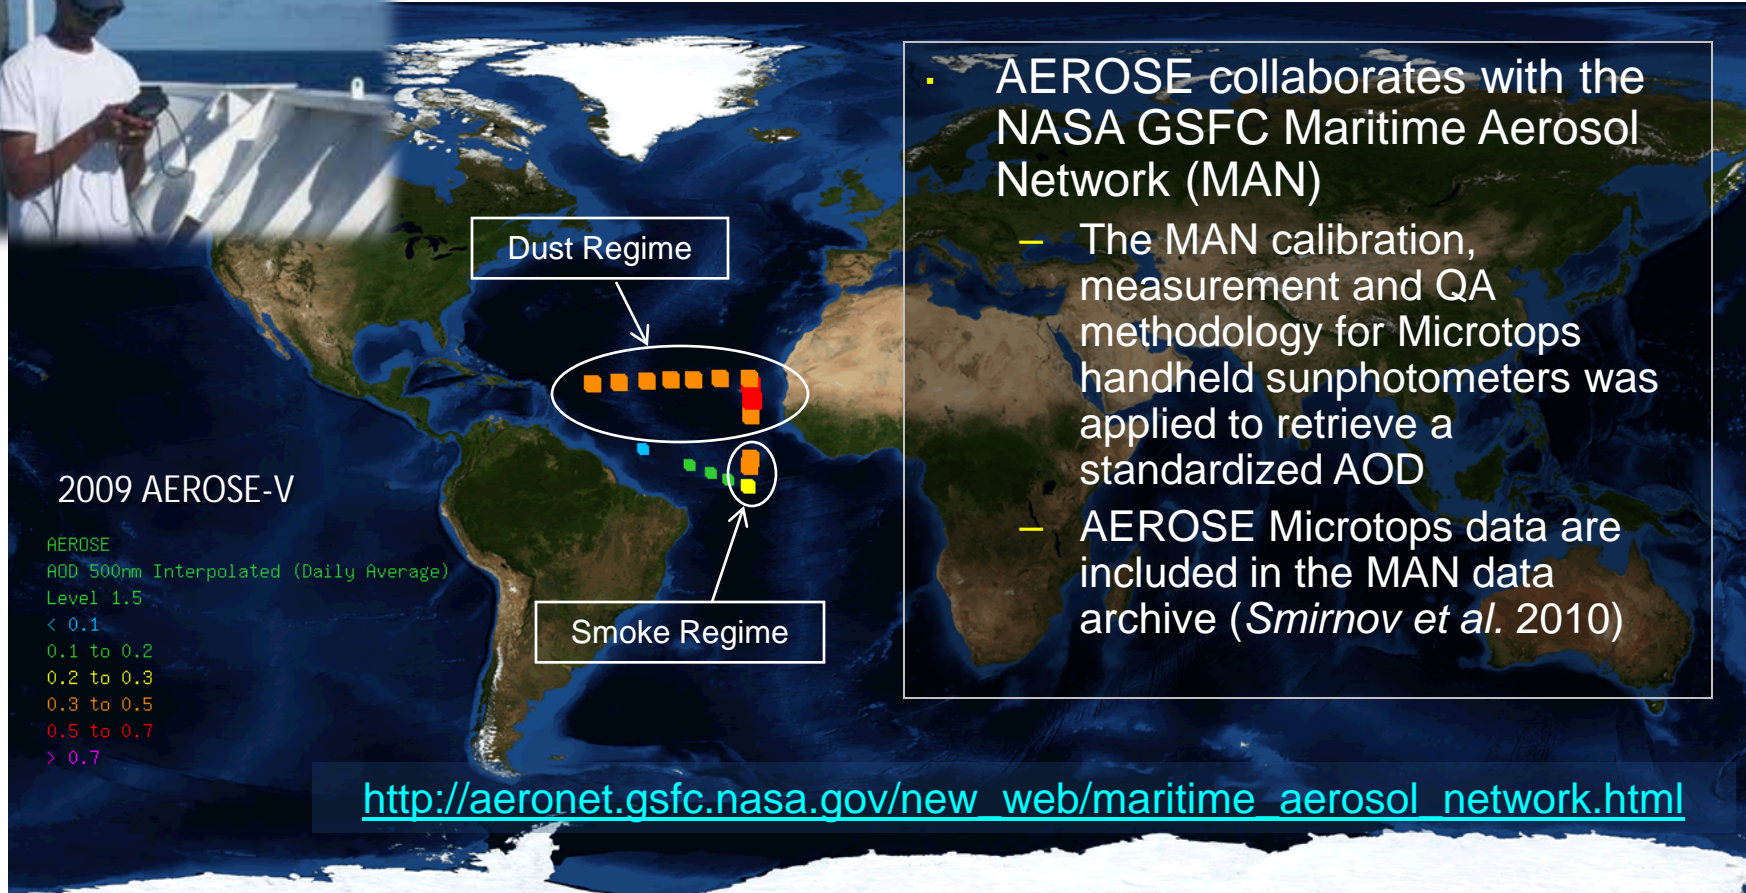 Dust Regime
2009 AEROSE-V
AEROSE
AOD 500nm Interpolated (Daily Average)
Level 1.5
< 0.1
0.1 to 0.2
0.2 to 0.3
0.3 to 0.5
0.5 to 0.7
> 0.7
Smoke Regime
· AEROSE collaborates with the
NASA GSFC Maritime Aerosol
Network (MAN)
– The MAN calibration,
measurement and QA
methodology for Microtops
handheld sunphotometers was
applied to retrieve a
standardized AOD
– AEROSE Microtops data are
included in the MAN data
archive (Smirnov et al. 2010)
http://aeronet.gsfc.nasa.gov/new_web/maritime_aerosol_network.html